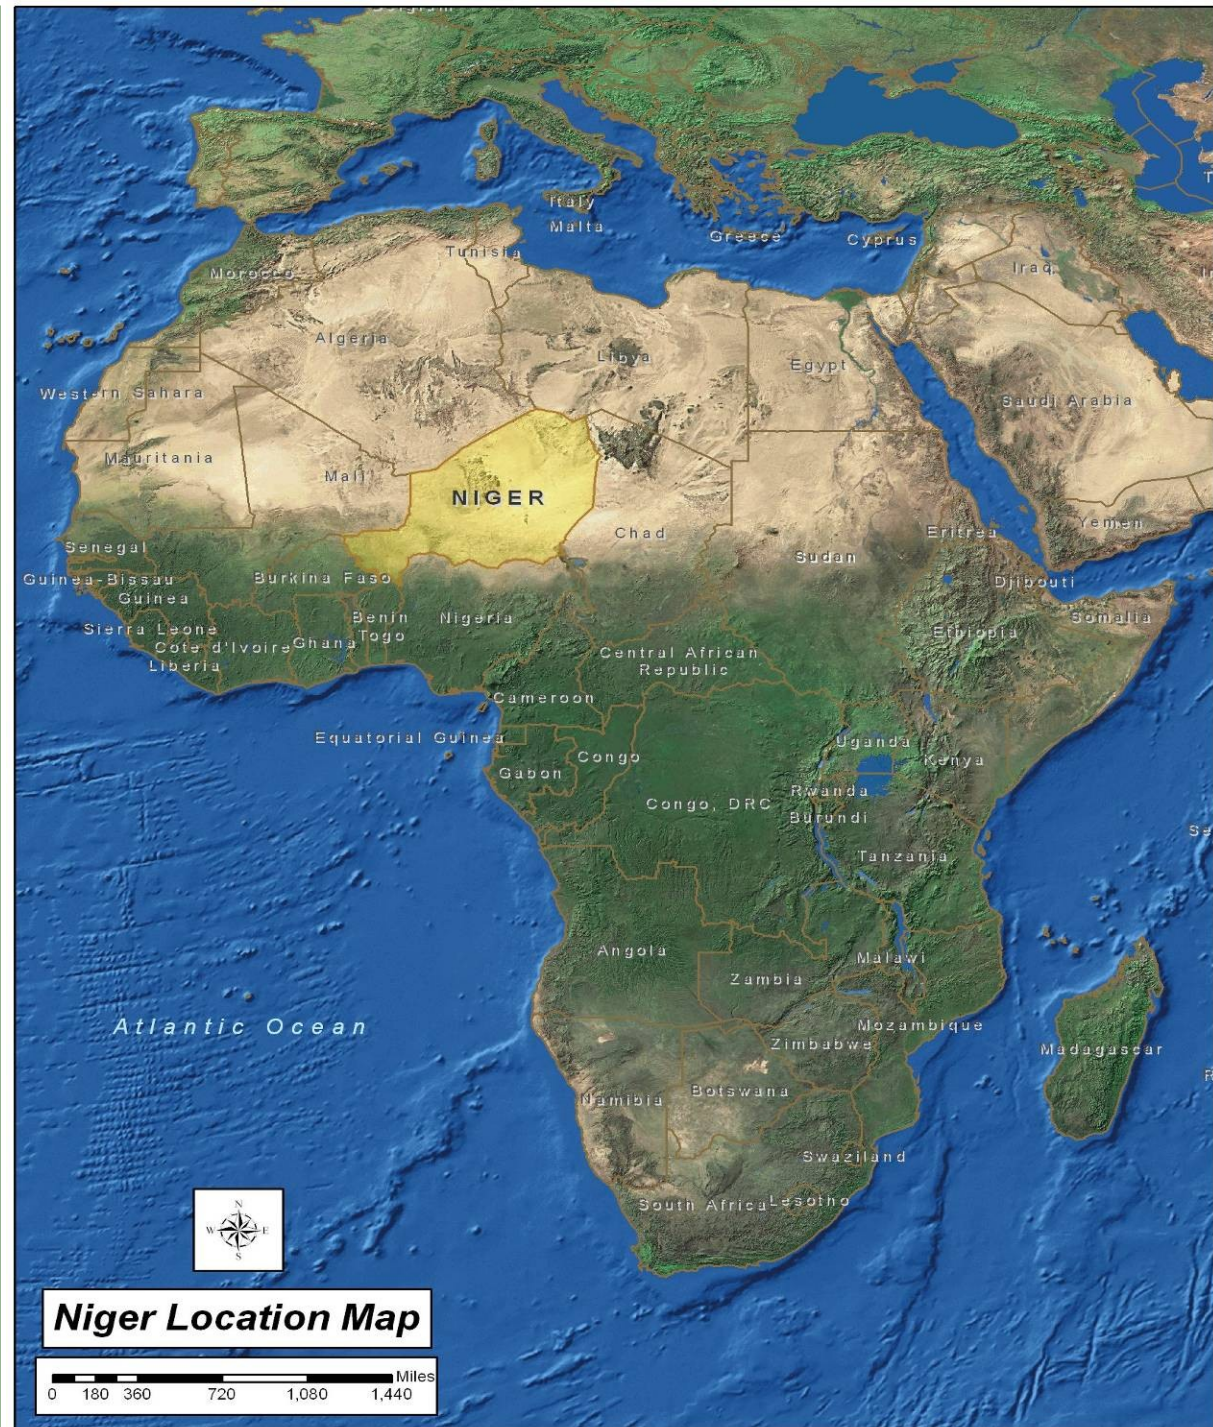 Belgium
Italy
Malta
Greece
Cyprus
Tunisia
Morocco
Iraq
Algeria
Libya
Egypt
Western Sahara
Saudi Arabia
Mauritania
Mali
NIGER
Chad
Yemen
Eritrea
Senegal
Sudan
Guinea-Bissau
Burkina Faso
Djibouti
Guinea
Benin
Nigeria
Somalia
Sierra Leone
Togo
Ethiopia
Cote d'Ivoire
Ghana
Liberia
Central African
Republic
Cameroon
Equatorial Guinea
Uganda
Congo
Kenya
Gabon
Rwanda
Congo, DRC
Burundi
Tanzania
Angola
Malawi
Zambia
Atlantic Ocean
Mozambique
Zimbabwe
Madagascar
Botswana
Namibia
Swaziland
South Africa
Lesotho
N
W E
S
Niger Location Map
Miles
0 180 360 720 1,080 1,440